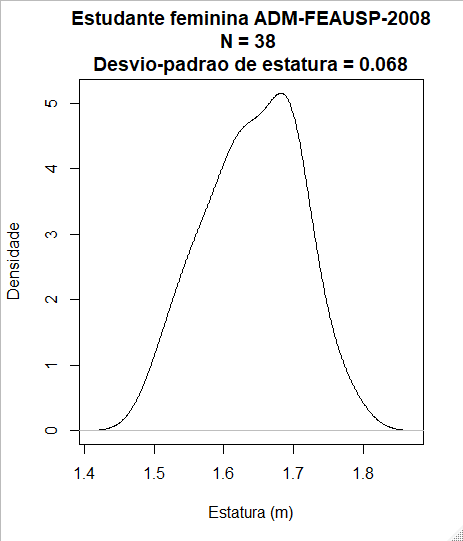 Estudante feminina ADM-FEAUSP-2008
N = 38
Desvio-padrao de estatura = 0.068
5
4
3
2
1
0
Densidade
1.4 1.5 1.6 1.7 1.8
Estatura (m)